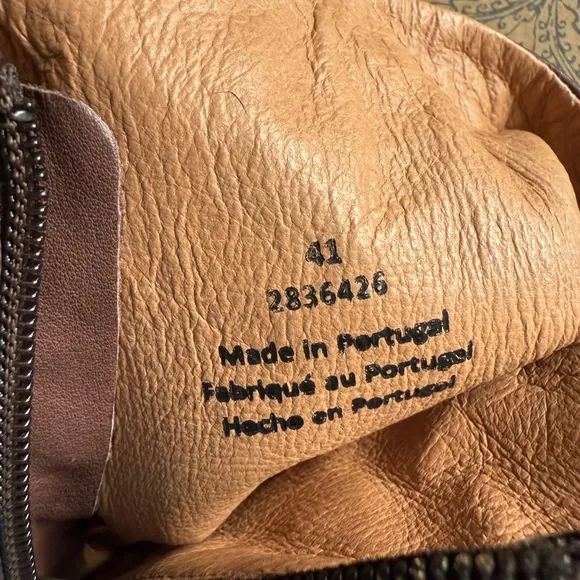 41
2836426
Made in Portugal
Fabriqué au Portugal
Hecho en Portugal